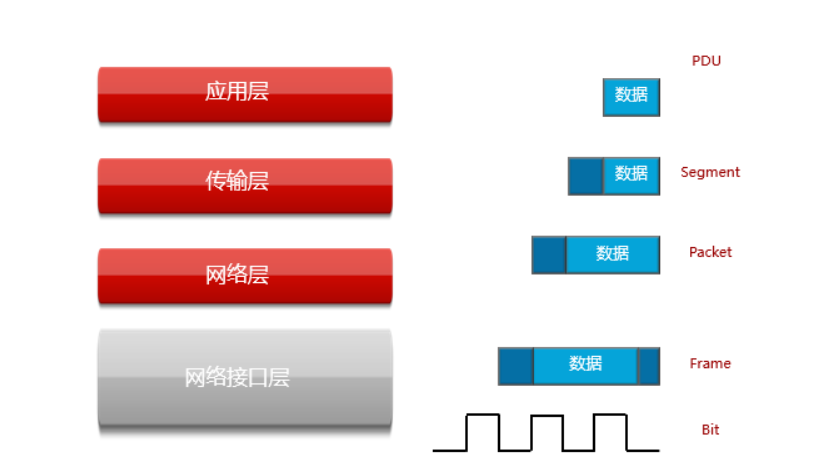 PDU
应用层
数据
传输层
数据
Segment
网络层
数据
Packet
网络接口层
数据
Frame
Bit